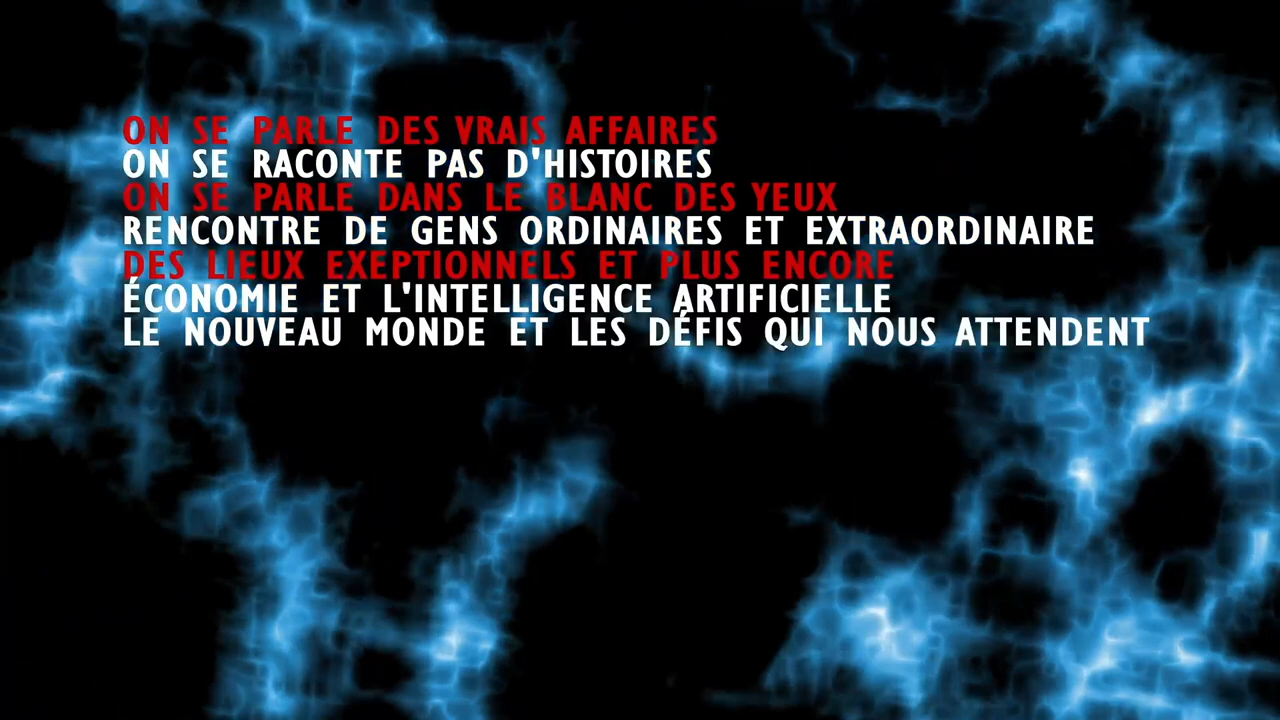 ON SE PARLE DES VRAIS AFFAIRES
ON SE RACONTE PAS D'HISTOIRES
ON SE PARLE DANS LE BLANC DES YEUX
RENCONTRE DE GENS ORDINAIRES ET EXTRAORDINAIRE
DES LIEUX EXEPTIONNELS ET PLUS ENCORE
ÉCONOMIE ET L'INTELLIGENCE ARTIFICIELLE
LE NOUVEAU MONDE ET LES DÉFIS QUI NOUS ATTENDENT